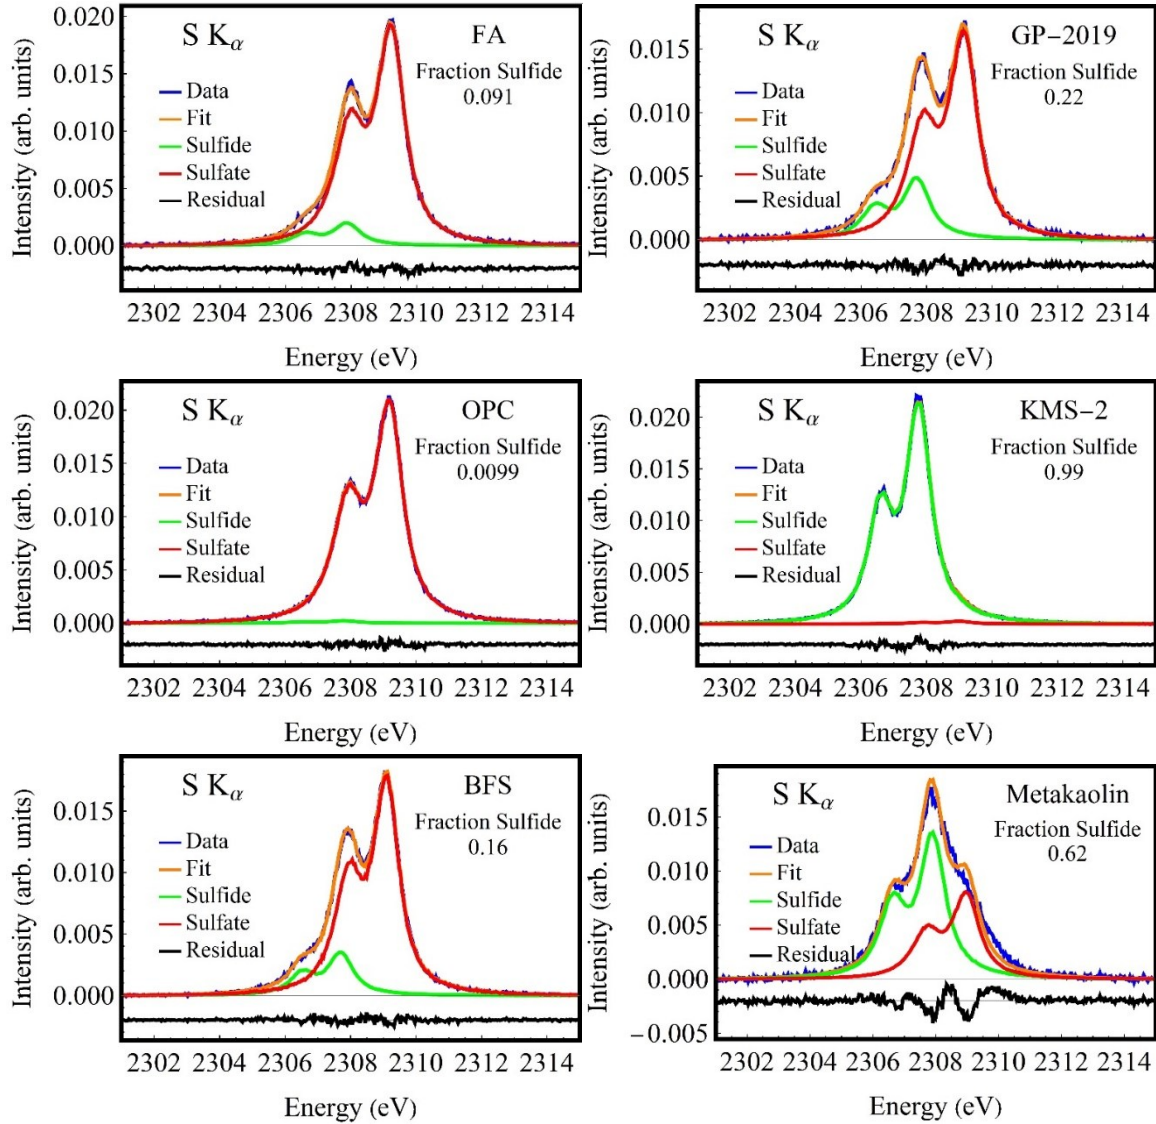 S Kα
FA
Fraction Sulfide
0.091
Data
Fit
Sulfide
Sulfate
Residual
0.020
0.015
0.010
0.005
0.000
Intensity (arb. units)
2302 2304 2306 2308 2310 2312 2314
Energy (eV)
S Kα
GP-2019
Fraction Sulfide
0.22
Data
Fit
Sulfide
Sulfate
Residual
0.015
0.010
0.005
0.000
Intensity (arb. units)
2302 2304 2306 2308 2310 2312 2314
Energy (eV)
S Kα
OPC
Fraction Sulfide
0.0099
Data
Fit
Sulfide
Sulfate
Residual
0.020
0.015
0.010
0.005
0.000
Intensity (arb. units)
2302 2304 2306 2308 2310 2312 2314
Energy (eV)
S Kα
KMS-2
Fraction Sulfide
0.99
Data
Fit
Sulfide
Sulfate
Residual
0.020
0.015
0.010
0.005
0.000
Intensity (arb. units)
2302 2304 2306 2308 2310 2312 2314
Energy (eV)
S Kα
BFS
Fraction Sulfide
0.16
Data
Fit
Sulfide
Sulfate
Residual
0.015
0.010
0.005
0.000
Intensity (arb. units)
2302 2304 2306 2308 2310 2312 2314
Energy (eV)
S Kα
Metakaolin
Fraction Sulfide
0.62
Data
Fit
Sulfide
Sulfate
Residual
0.015
0.010
0.005
0.000
-0.005
Intensity (arb. units)
2302 2304 2306 2308 2310 2312 2314
Energy (eV)